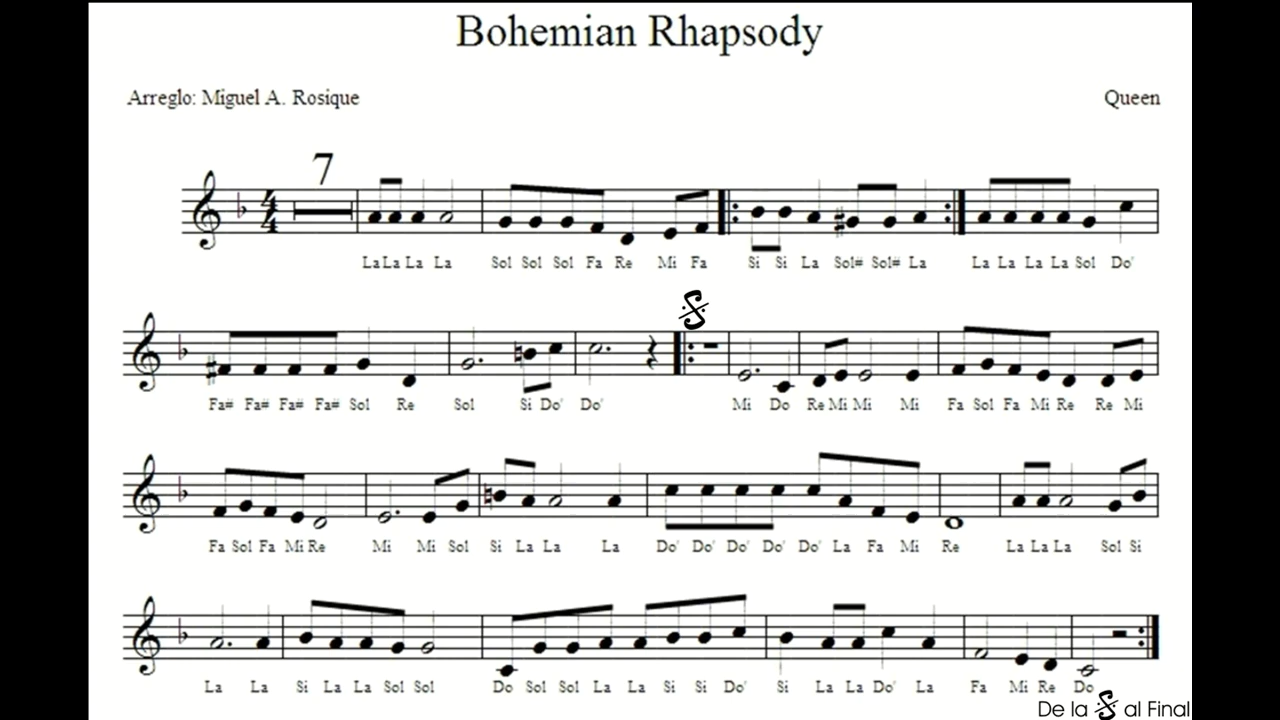 Bohemian Rhapsody
Arreglo: Miguel A. Rosique Queen
7
La La La La Sol Sol Sol Fa Re Mi Fa Si Si La Sol# Sol# La La La La La Sol Do'
Fa# Fa# Fa# Fa# Sol Re Sol Si Do' Do' Mi Do Re Mi Mi Mi Fa Sol Fa Mi Re Re Mi
Fa Sol Fa Mi Re Mi Mi Sol Si La La La Do' Do' Do' Do' Do' La Fa Mi Re La La La Sol Si
La La Si La La Sol Sol Do Sol Sol La La Si Si Do' Si La La Do' La Fa Mi Re Do
De la 𝄋 al Final